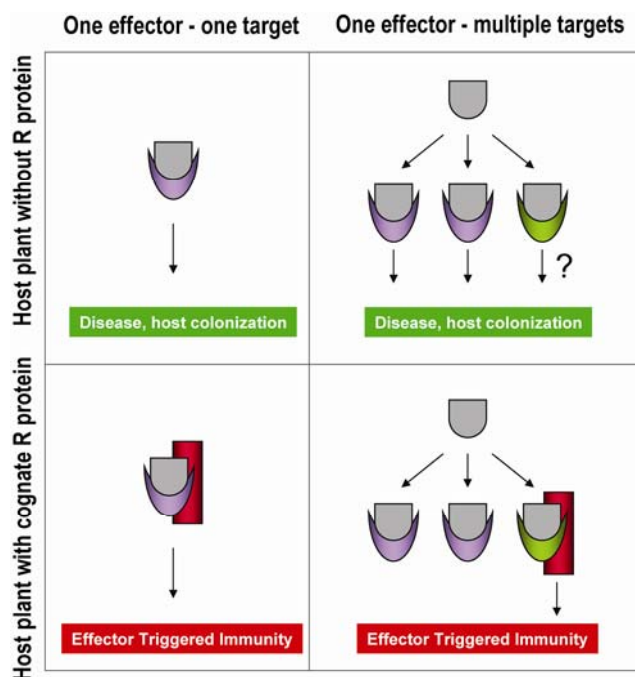 One effector - one target
One effector - multiple targets
Host plant without R protein
?
Disease, host colonization
Disease, host colonization
Host plant with cognate R protein
Effector Triggered Immunity
Effector Triggered Immunity